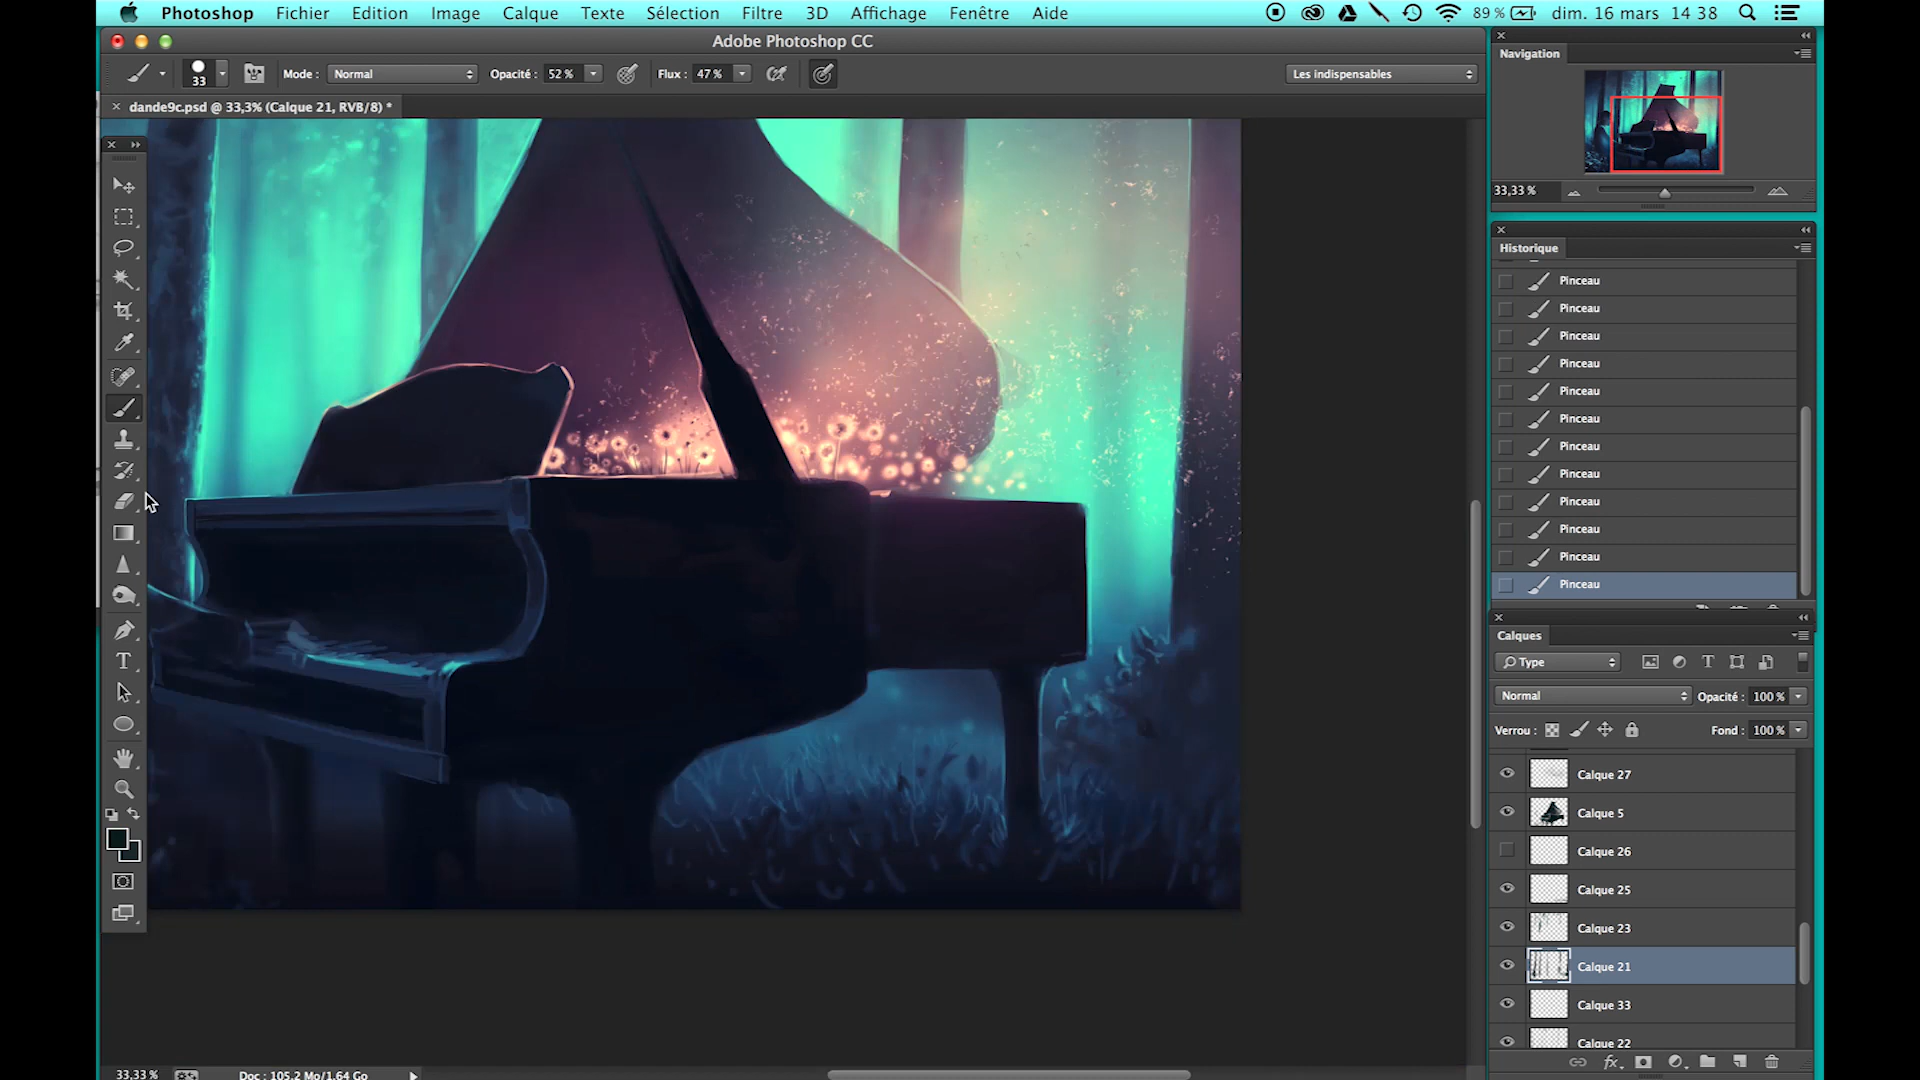 Photoshop Fichier Edition Image Calque Texte Sélection Filtre 3D Affichage Fenêtre Aide 89 % dim. 16 mars 14 38
Adobe Photoshop CC
33 Mode : Normal Opacité : 52 % Flux : 47 % Les indispensables
dande9c.psd @ 33,3% (Calque 21, RVB/8) *
Navigation
33,33 %
Historique
Pinceau
Pinceau
Pinceau
Pinceau
Pinceau
Pinceau
Pinceau
Pinceau
Pinceau
Pinceau
Pinceau
Pinceau
Calques
Type
Normal Opacité : 100 %
Verrou : Fond : 100 %
Calque 27
Calque 5
Calque 26
Calque 25
Calque 23
Calque 21
Calque 33
Calque 22
33,33 % Doc : 105,2 Mo/1,64 Go